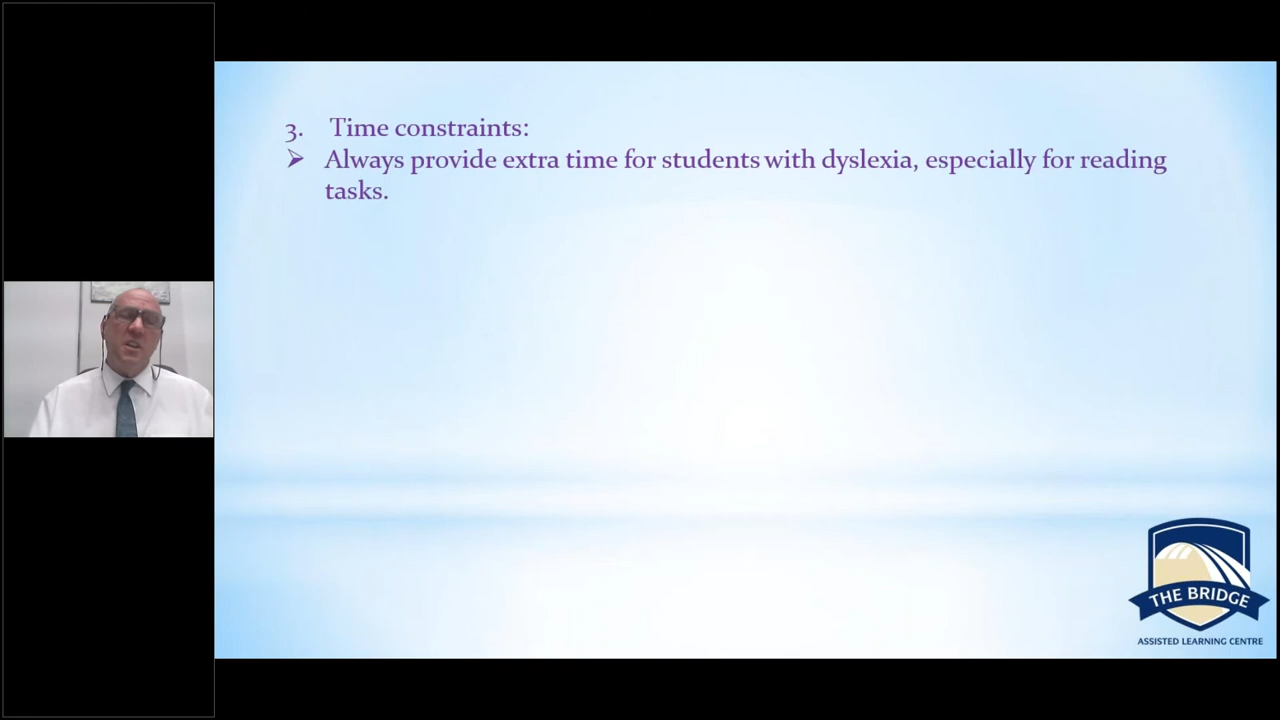 3. Time constraints:
➢ Always provide extra time for students with dyslexia, especially for reading
tasks.
THE BRIDGE
ASSISTED LEARNING CENTRE